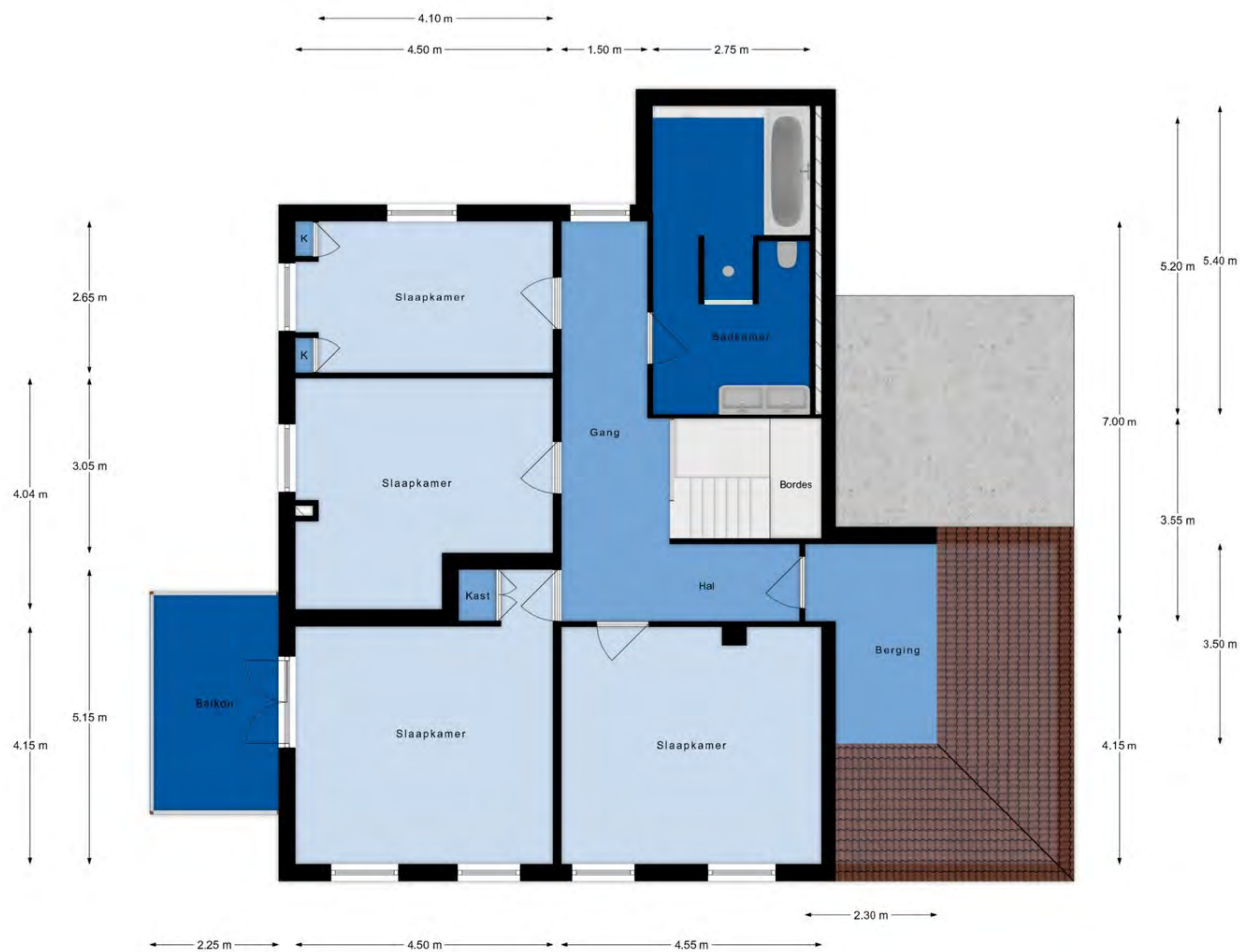 4.10 m
4.50 m
1.50 m
2.75 m
K
Slaapkamer
2.65 m
5.20 m
5.40 m
Badkamer
K
7.00 m
Gang
3.05 m
Slaapkamer
Bordes
4.04 m
3.55 m
Kast
Hal
3.50 m
Berging
Balkon
5.15 m
Slaapkamer
Slaapkamer
4.15 m
4.15 m
2.30 m
2.25 m
4.50 m
4.55 m